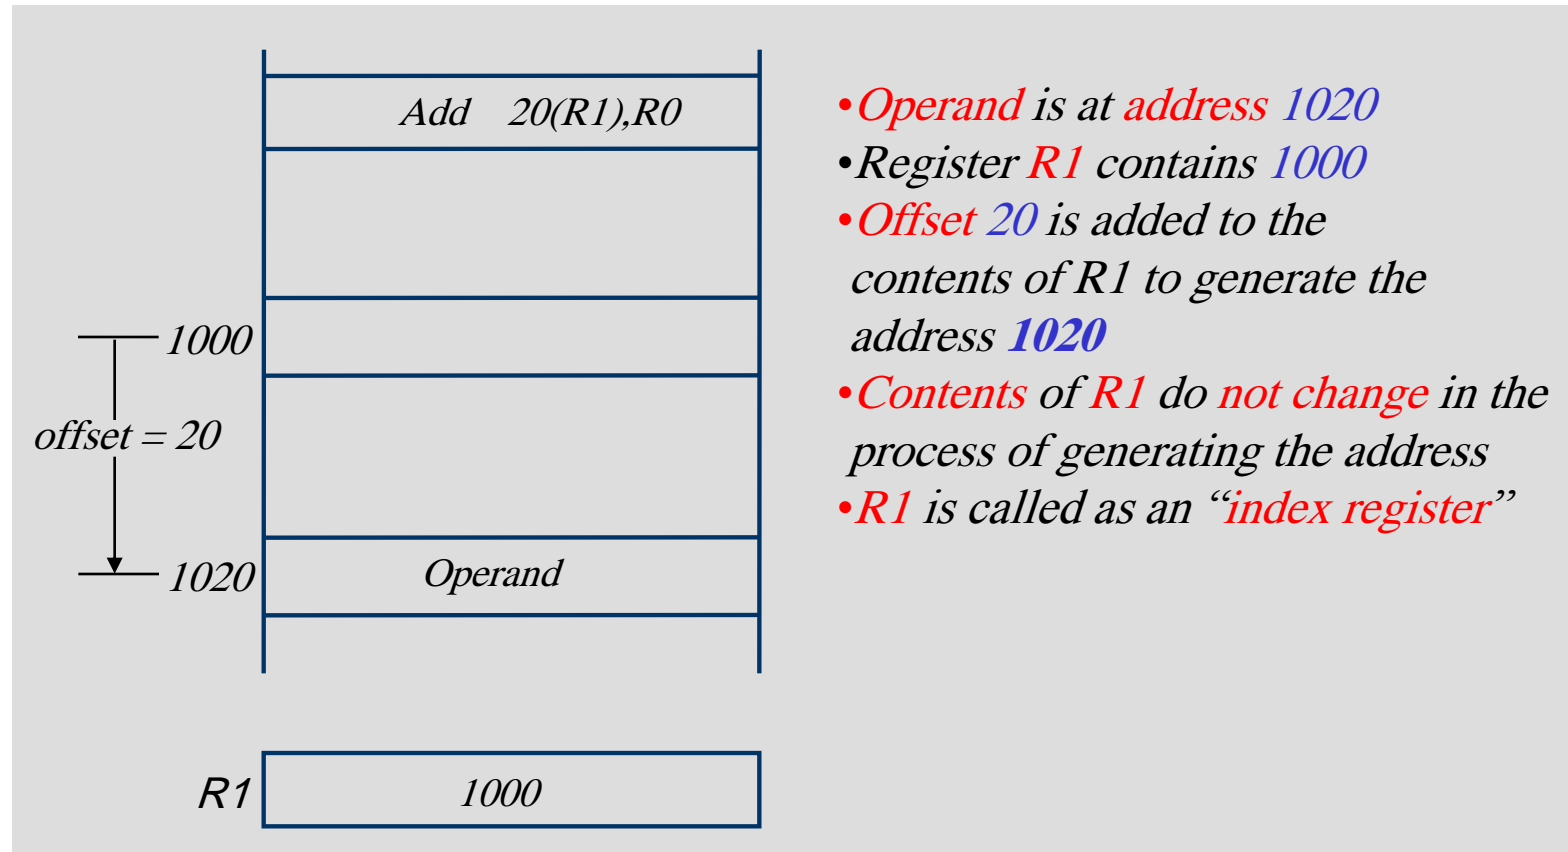 Add 20(R1),R0
1000
offset = 20
1020
Operand
R1
1000
•Operand is at address 1020
•Register R1 contains 1000
•Offset 20 is added to the
contents of R1 to generate the
address 1020
•Contents of R1 do not change in the
process of generating the address
•R1 is called as an “index register”